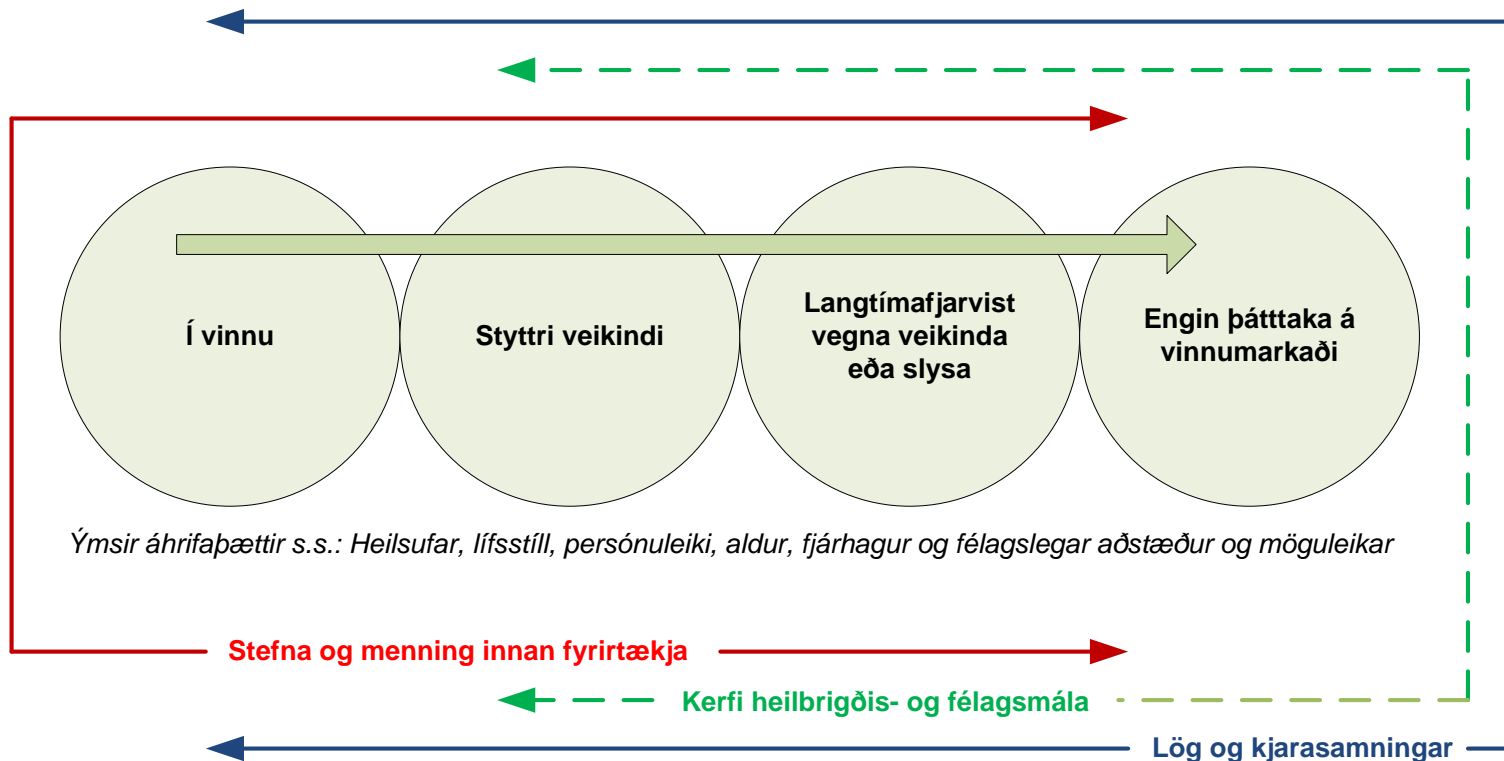 Í vinnu
Styttri veikindi
Langtímafjarvist
vegna veikinda
eða slysa
Engin þátttaka á
vinnumarkaði
Ýmsir áhrifaþættir s.s.: Heilsufar, lífsstíll, persónuleiki, aldur, fjárhagur og félagslegar aðstæður og möguleikar
Stefna og menning innan fyrirtækja
Kerfi heilbrigðis- og félagsmála
Lög og kjarasamningar